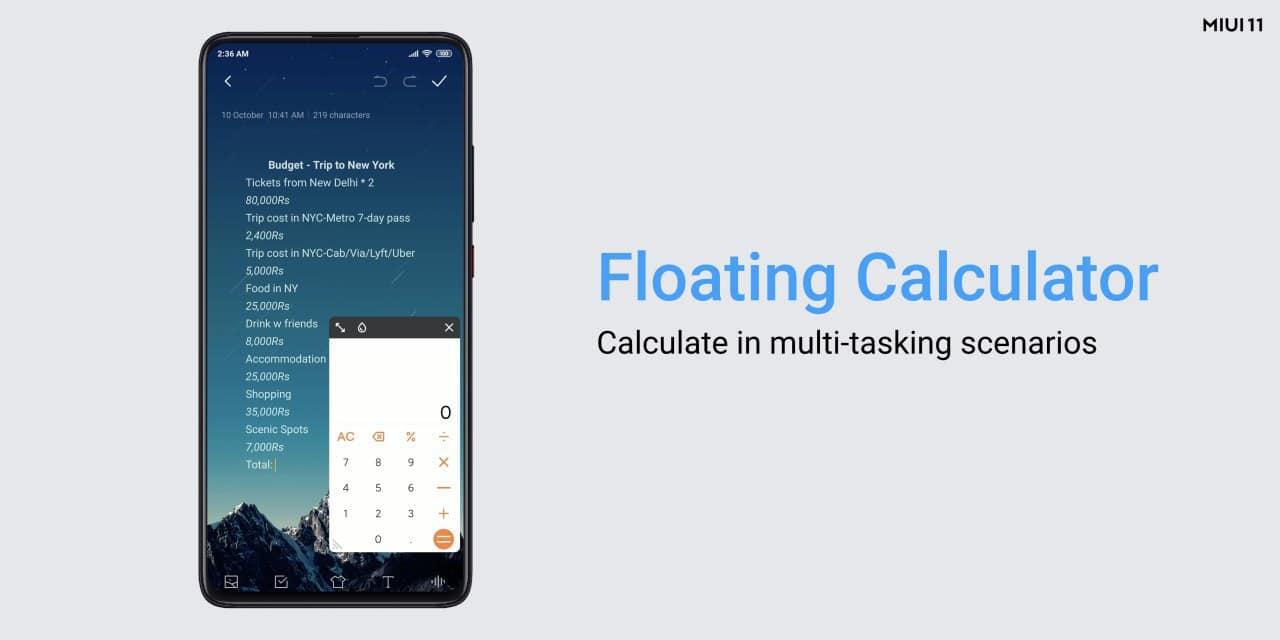 MIUI 11
2:36 AM
100
10 October 10:41 AM | 219 characters
Budget - Trip to New York
Tickets from New Delhi * 2
80,000Rs
Trip cost in NYC-Metro 7-day pass
2,400Rs
Trip cost in NYC-Cab/Via/Lyft/Uber
5,000Rs
Food in NY
25,000Rs
Drink w friends
8,000Rs
Accommodation
25,000Rs
Shopping
35,000Rs
Scenic Spots
7,000Rs
Total:
0
AC % ÷
7 8 9 ×
4 5 6 —
1 2 3 +
0 . =
T
Floating Calculator
Calculate in multi-tasking scenarios